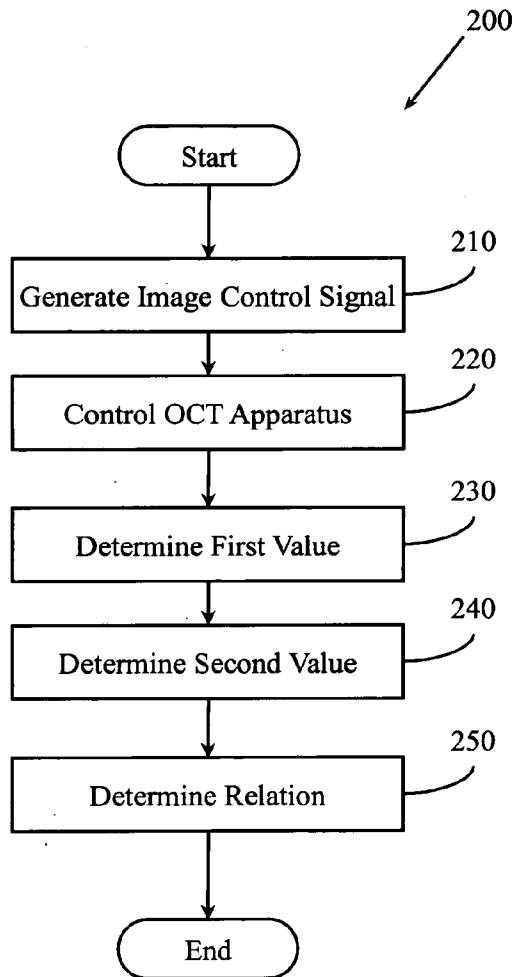 200
Start
210
Generate Image Control Signal
220
Control OCT Apparatus
230
Determine First Value
240
Determine Second Value
250
Determine Relation
End